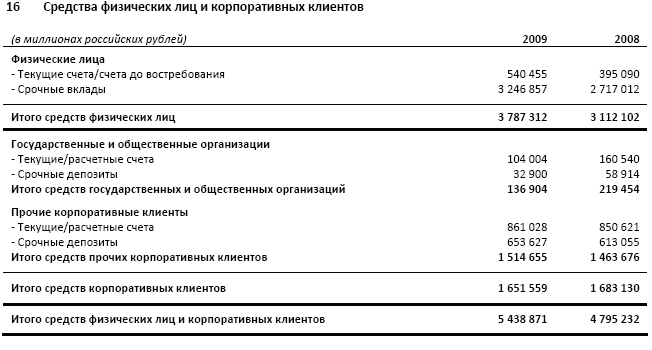 16 Средства физических лиц и корпоративных клиентов
(в миллионах российских рублей) 2009 2008
Физические лица
- Текущие счета/счета до востребования 540 455 395 090
- Срочные вклады 3 246 857 2 717 012
Итого средств физических лиц 3 787 312 3 112 102
Государственные и общественные организации
- Текущие/расчетные счета 104 004 160 540
- Срочные депозиты 32 900 58 914
Итого средств государственных и общественных организаций 136 904 219 454
Прочие корпоративные клиенты
- Текущие/расчетные счета 861 028 850 621
- Срочные депозиты 653 627 613 055
Итого средств прочих корпоративных клиентов 1 514 655 1 463 676
Итого средств корпоративных клиентов 1 651 559 1 683 130
Итого средств физических лиц и корпоративных клиентов 5 438 871 4 795 232